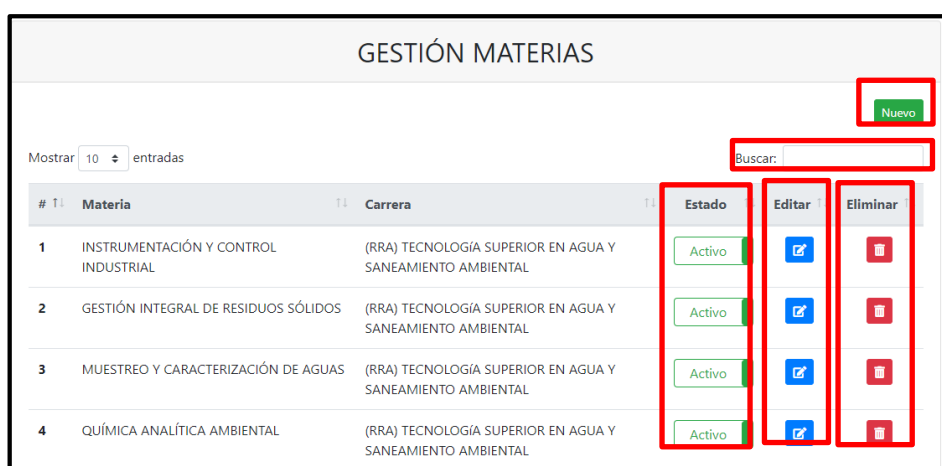 GESTIÓN MATERIAS
Nuevo
Mostrar 10 entradas Buscar:
# Materia Carrera Estado Editar Eliminar
1 INSTRUMENTACIÓN Y CONTROL (RRA) TECNOLOGíA SUPERIOR EN AGUA Y Activo
INDUSTRIAL SANEAMIENTO AMBIENTAL
2 GESTIÓN INTEGRAL DE RESIDUOS SÓLIDOS (RRA) TECNOLOGíA SUPERIOR EN AGUA Y Activo
SANEAMIENTO AMBIENTAL
3 MUESTREO Y CARACTERIZACIÓN DE AGUAS (RRA) TECNOLOGíA SUPERIOR EN AGUA Y Activo
SANEAMIENTO AMBIENTAL
4 QUÍMICA ANALÍTICA AMBIENTAL (RRA) TECNOLOGíA SUPERIOR EN AGUA Y Activo
SANEAMIENTO AMBIENTAL